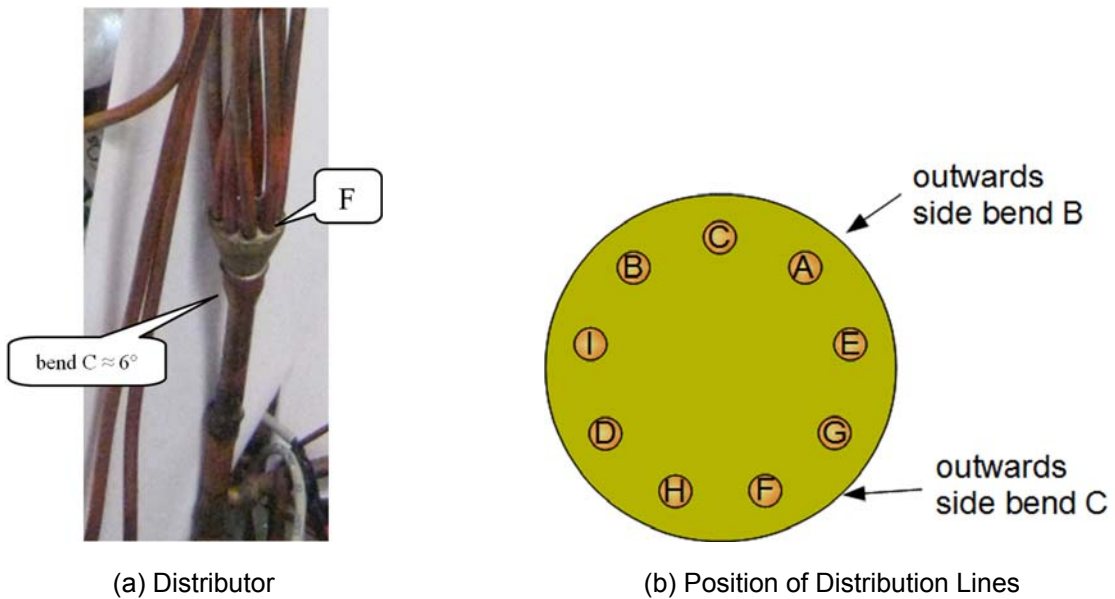 F
bend C ≈ 6°
(a) Distributor
outwards
side bend B
C
B
A
I
E
D
G
H
F
outwards
side bend C
(b) Position of Distribution Lines